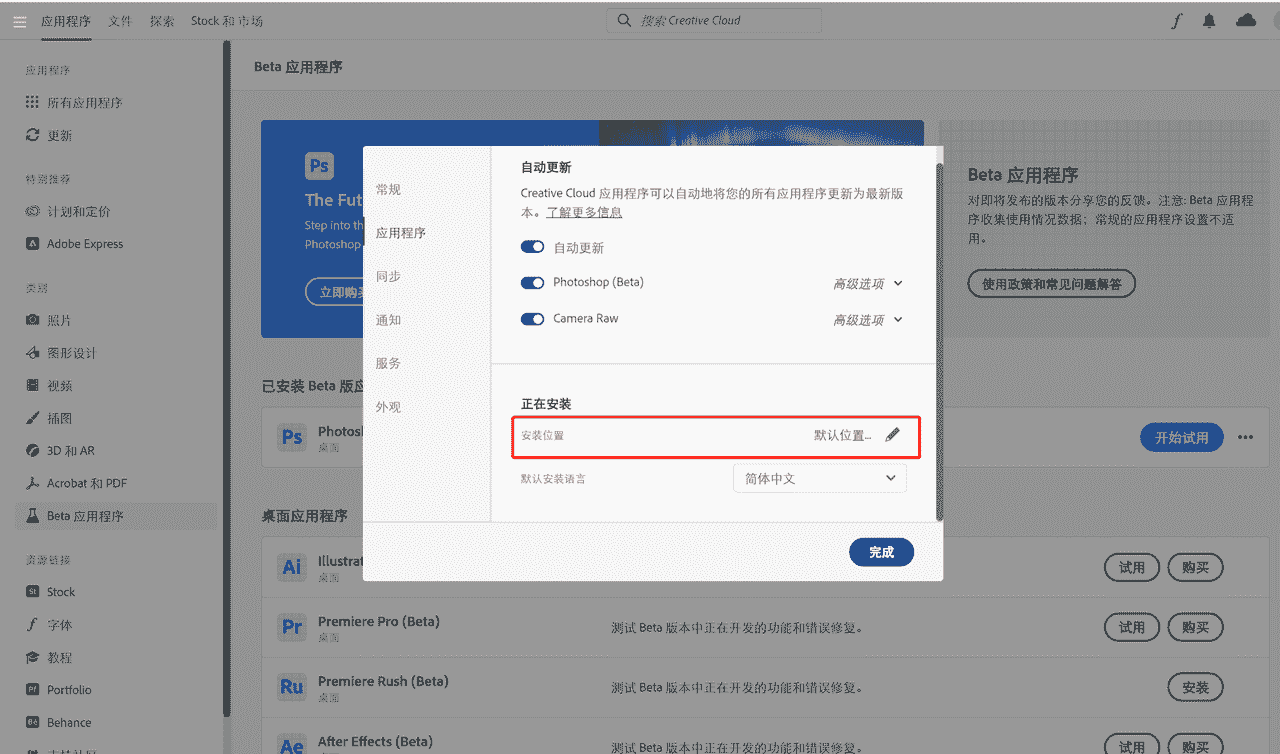 应用程序 文件 探索 Stock 和 市场 搜索 Creative Cloud
应用程序
所有应用程序
更新
特别推荐
计划和定价
Adobe Express
类别
照片
图形设计
视频
插图
3D 和 AR
Acrobat 和 PDF
Beta 应用程序
资源链接
Stock
字体
教程
Portfolio
Behance
Beta 应用程序
Ps
The Fut
Step into th
Photoshop
立即购买
Beta 应用程序
对即将发布的版本分享您的反馈。注意: Beta 应用程
序收集使用情况数据；常规的应用程序设置不适
用。
使用政策和常见问题解答
常规
应用程序
同步
通知
服务
外观
自动更新
Creative Cloud 应用程序可以自动地将您的所有应用程序更新为最新版
本。了解更多信息
自动更新
Photoshop (Beta) 高级选项
Camera Raw 高级选项
正在安装
安装位置 默认位置...
默认安装语言 简体中文
完成
已安装 Beta 版应
Ps Photosh
桌面
开始试用
桌面应用程序
Ai Illustrat
桌面
试用 购买
Pr Premiere Pro (Beta)
桌面
测试 Beta 版本中正在开发的功能和错误修复。
试用 购买
Ru Premiere Rush (Beta)
桌面
测试 Beta 版本中正在开发的功能和错误修复。
安装
Ae After Effects (Beta)
测试 Beta 版本中正在开发的功能和错误修复。
试用 购买